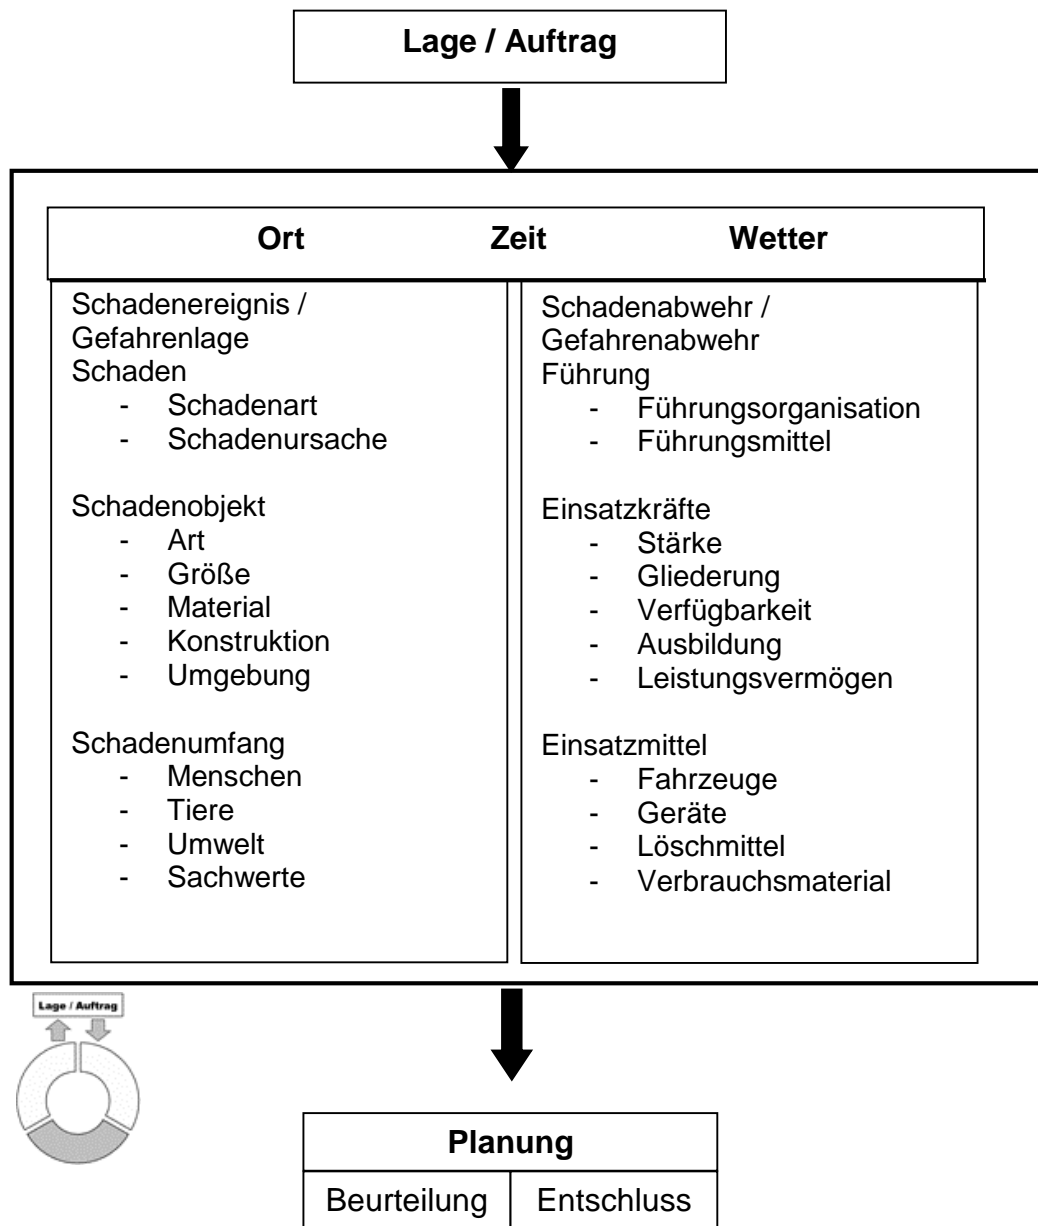 Lage / Auftrag
Ort Zeit Wetter
Schadenereignis /
Gefahrenlage
Schaden
- Schadenart
- Schadenursache
Schadenobjekt
- Art
- Größe
- Material
- Konstruktion
- Umgebung
Schadenumfang
- Menschen
- Tiere
- Umwelt
- Sachwerte
Schadenabwehr /
Gefahrenabwehr
Führung
- Führungsorganisation
- Führungsmittel
Einsatzkräfte
- Stärke
- Gliederung
- Verfügbarkeit
- Ausbildung
- Leistungsvermögen
Einsatzmittel
- Fahrzeuge
- Geräte
- Löschmittel
- Verbrauchsmaterial
Lage / Auftrag
Planung
Beurteilung Entschluss